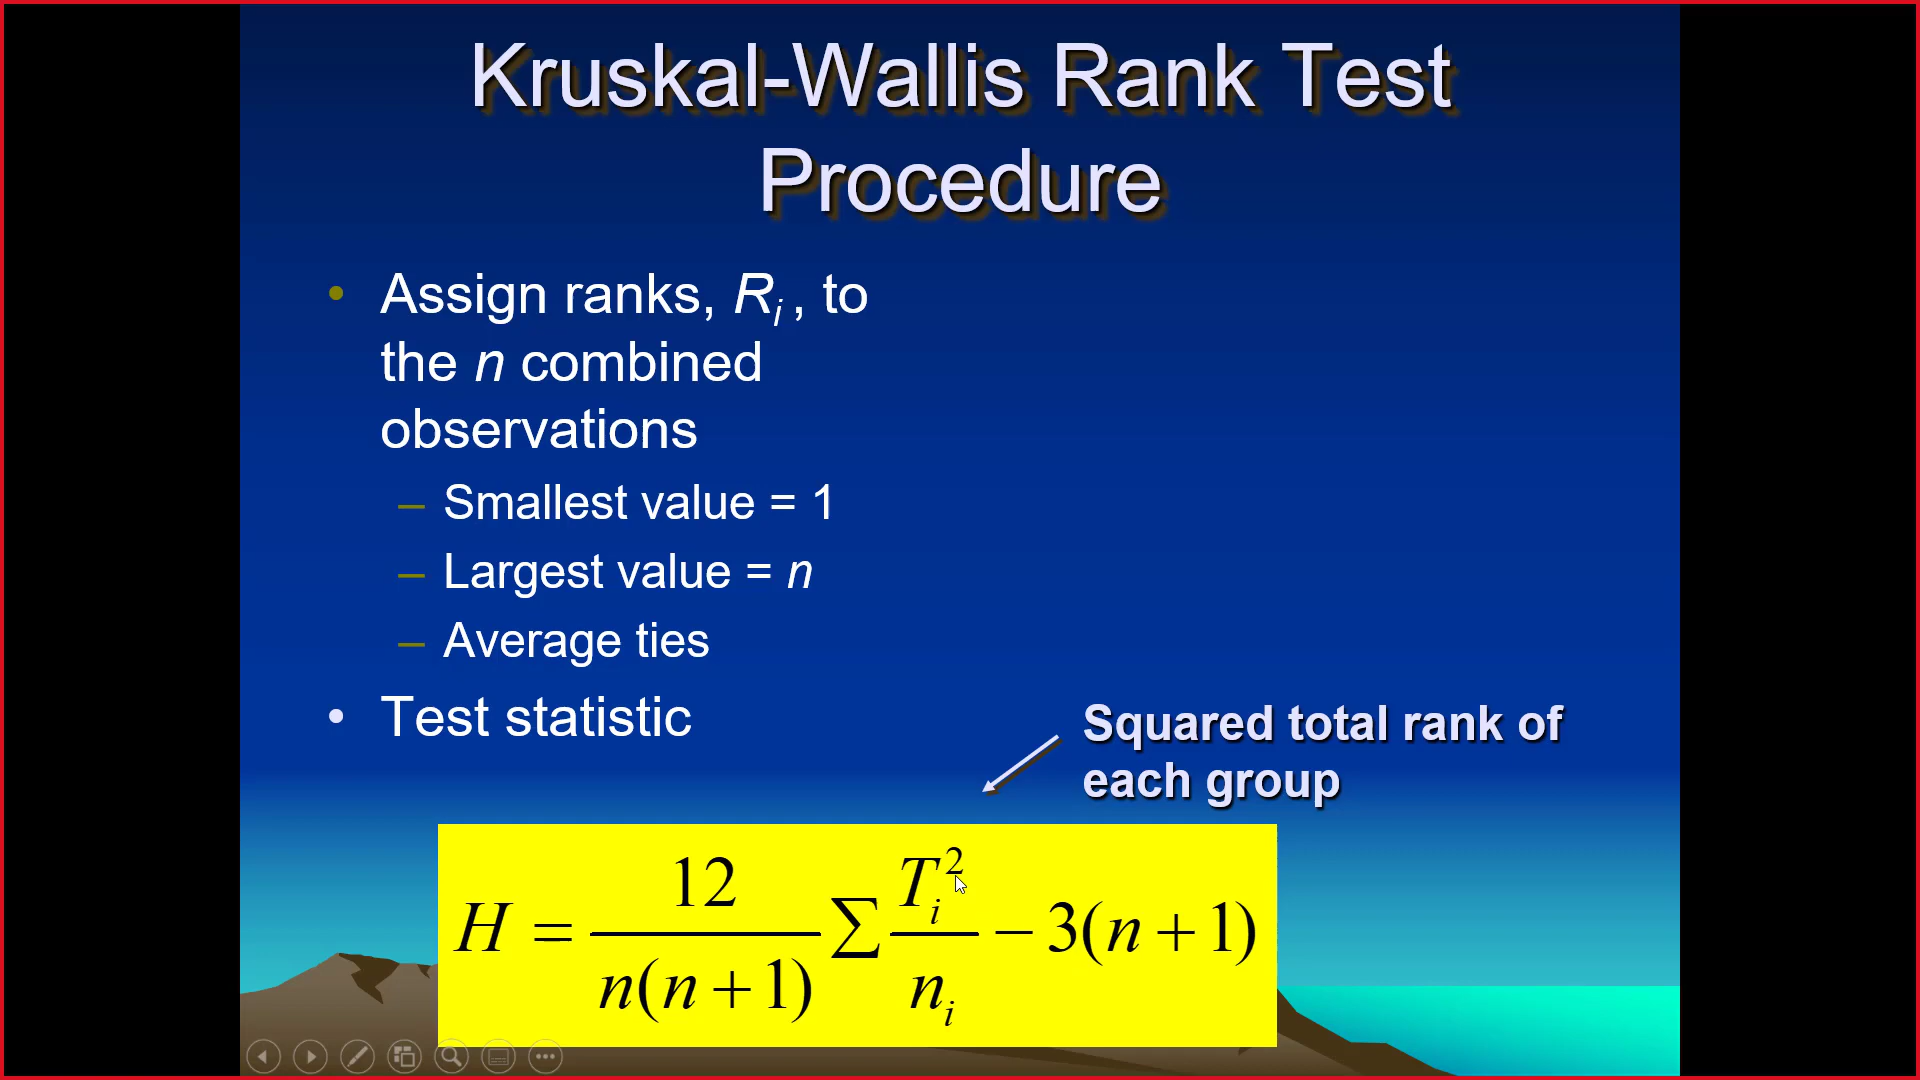 Kruskal-Wallis Rank Test
Procedure
• Assign ranks, Rᵢ , to
the n combined
observations
– Smallest value = 1
– Largest value = n
– Average ties
• Test statistic
Squared total rank of
each group
H = 12 / n(n + 1) ∑ Tᵢ² / nᵢ − 3(n + 1)